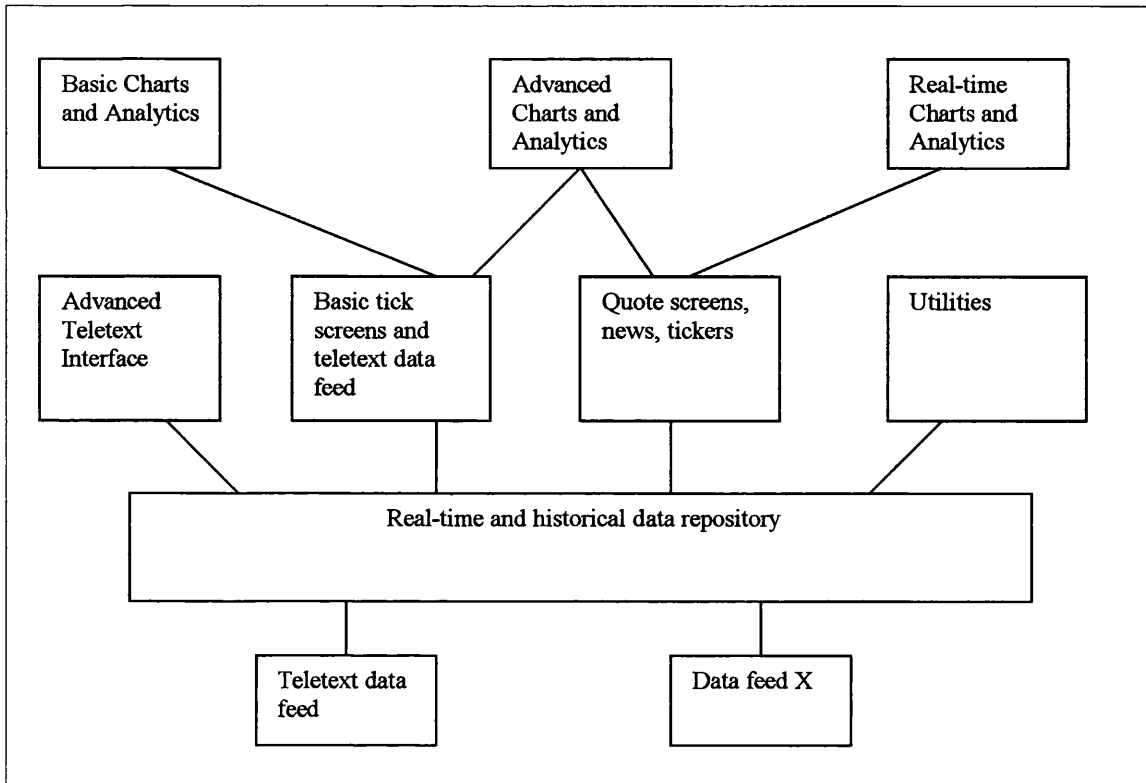 Basic Charts
and Analytics
Advanced
Charts and
Analytics
Real-time
Charts and
Analytics
Advanced
Teletext
Interface
Basic tick
screens and
teletext data
feed
Quote screens,
news, tickers
Utilities
Real-time and historical data repository
Teletext data
feed
Data feed X